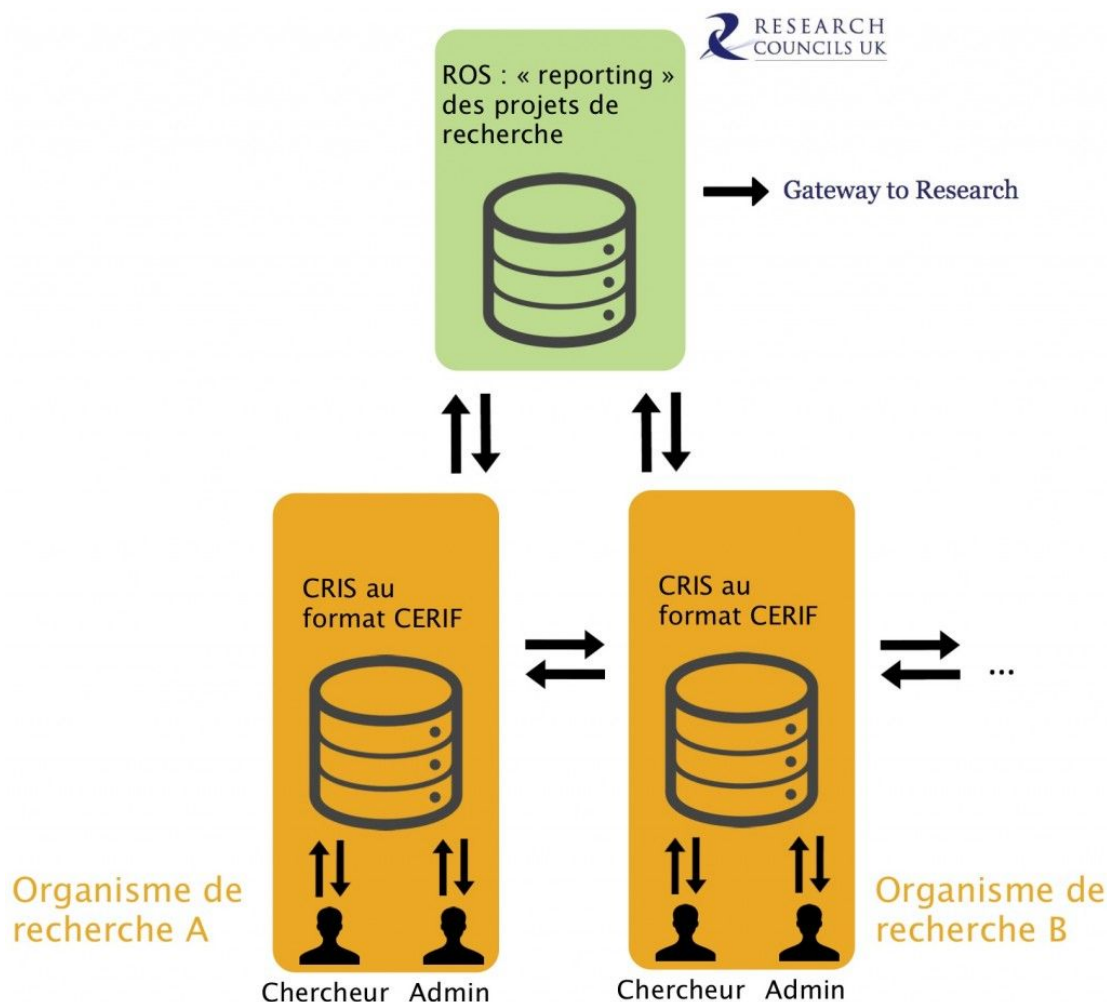 RESEARCH
COUNCILS UK
ROS : « reporting »
des projets de
recherche
Gateway to Research
CRIS au
format CERIF
CRIS au
format CERIF
...
Organisme de
recherche A
Organisme de
recherche B
Chercheur Admin
Chercheur Admin